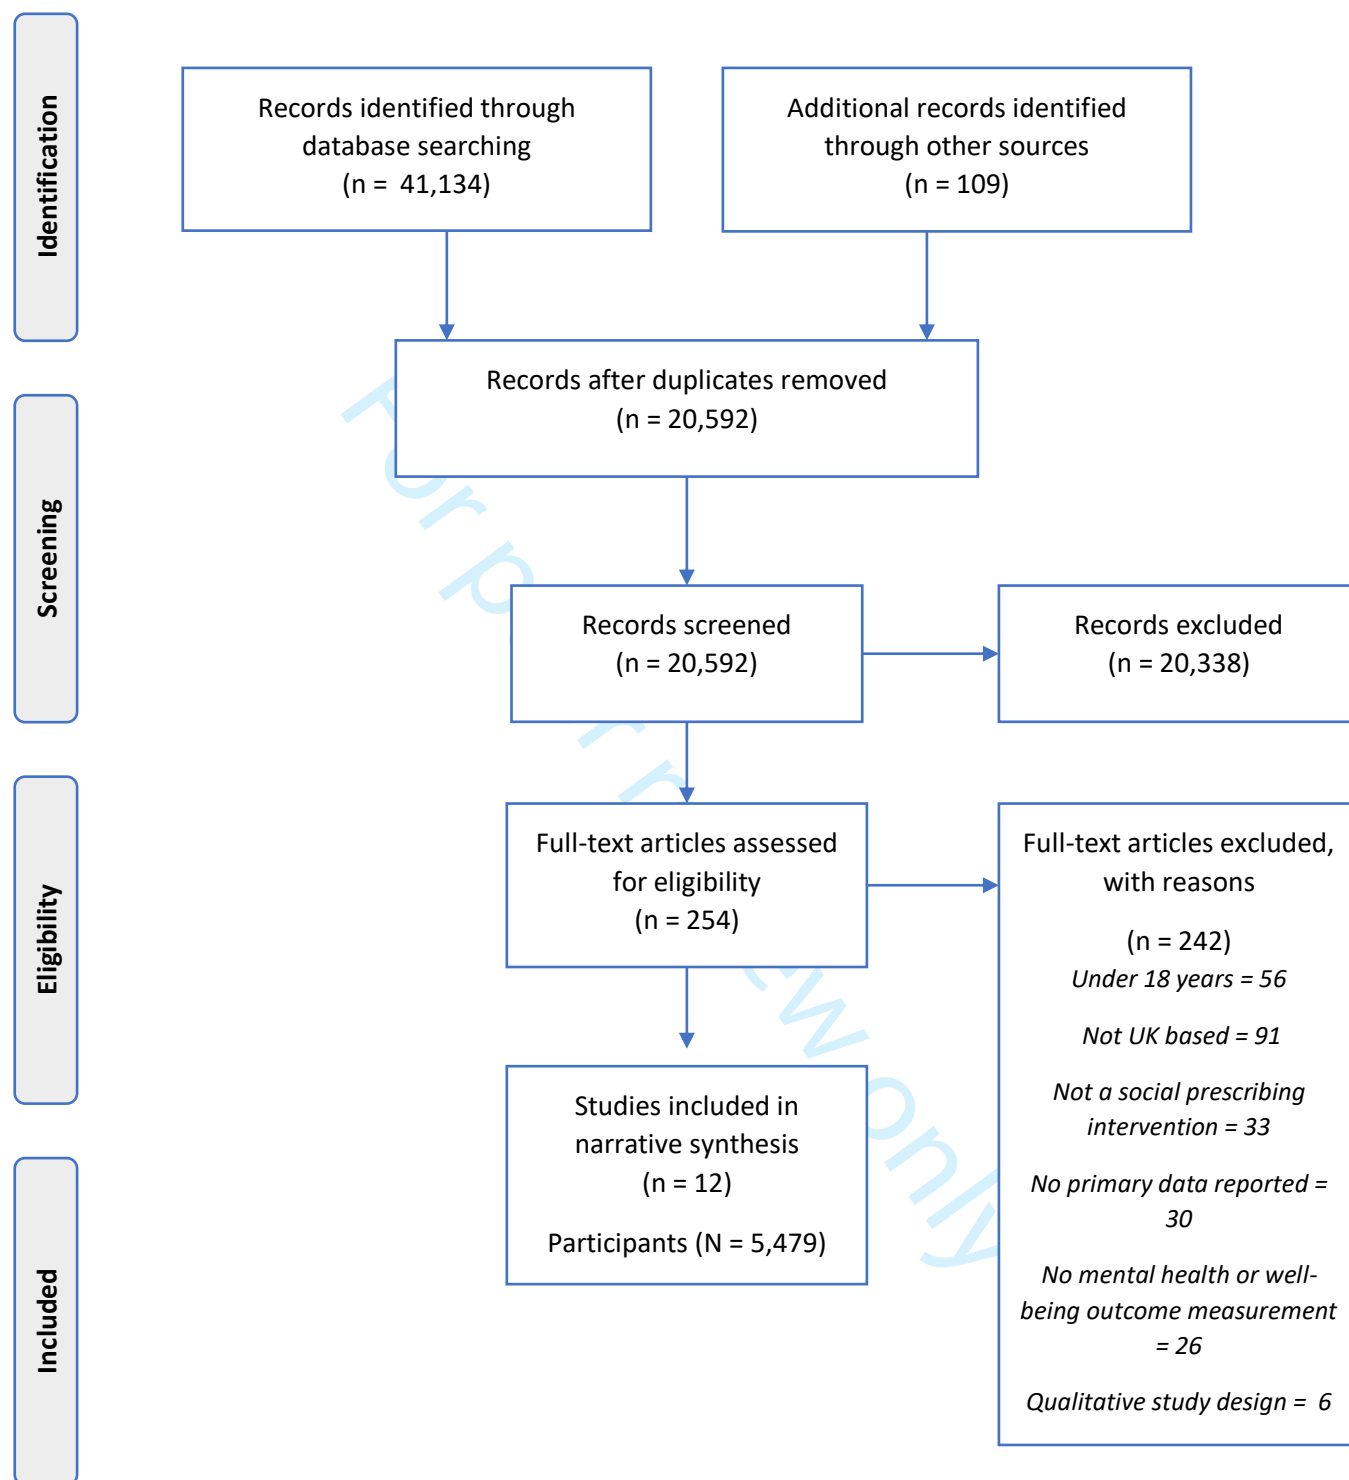 Identification
Records identified through
database searching
(n =  41,134)
Additional records identified
through other sources
(n = 109)
Records after duplicates removed
(n = 20,592)
Screening
Records screened
(n = 20,592)
Records excluded
(n = 20,338)
Eligibility
Full-text articles assessed
for eligibility
(n = 254)
Full-text articles excluded,
with reasons
(n = 242)
Under 18 years = 56
Not UK based = 91
Not a social prescribing
intervention = 33
No primary data reported =
30
No mental health or well-
being outcome measurement
= 26
Qualitative study design =  6
Included
Studies included in
narrative synthesis
(n = 12)
Participants (N = 5,479)
For p r r ew only